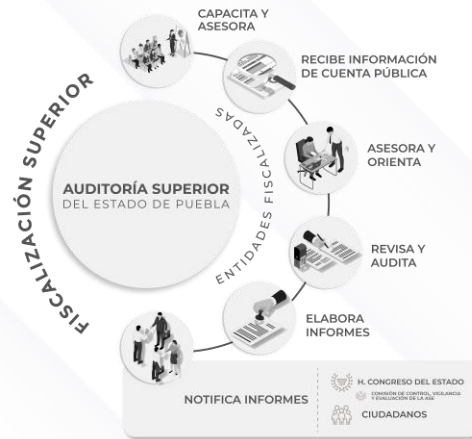 CAPACITA Y
ASESORA
RECIBE INFORMACIÓN
DE CUENTA PÚBLICA
FISCALIZACIÓN SUPERIOR
ENTIDADES FISCALIZADAS
AUDITORÍA SUPERIOR
DEL ESTADO DE PUEBLA
ASESORA Y
ORIENTA
REVISA Y
AUDITA
ELABORA
INFORMES
NOTIFICA INFORMES
H. CONGRESO DEL ESTADO
COMISIÓN DE CONTROL, VIGILANCIA
Y EVALUACIÓN DE LA ASE
CIUDADANOS